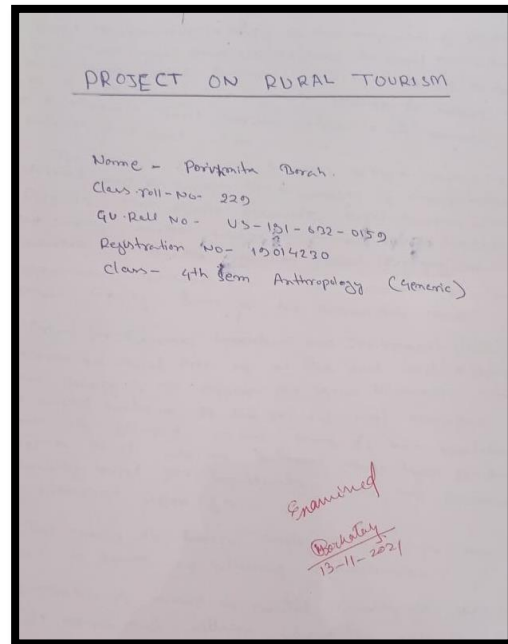 PROJECT ON RURAL TOURISM
Name - Parismita Borah.
Class roll-No- 229
GU. Roll No - US-191-632-0159
Registration No- 19014230
Class- 4th Sem Anthropology (Generic)
Examined
13-11-2021